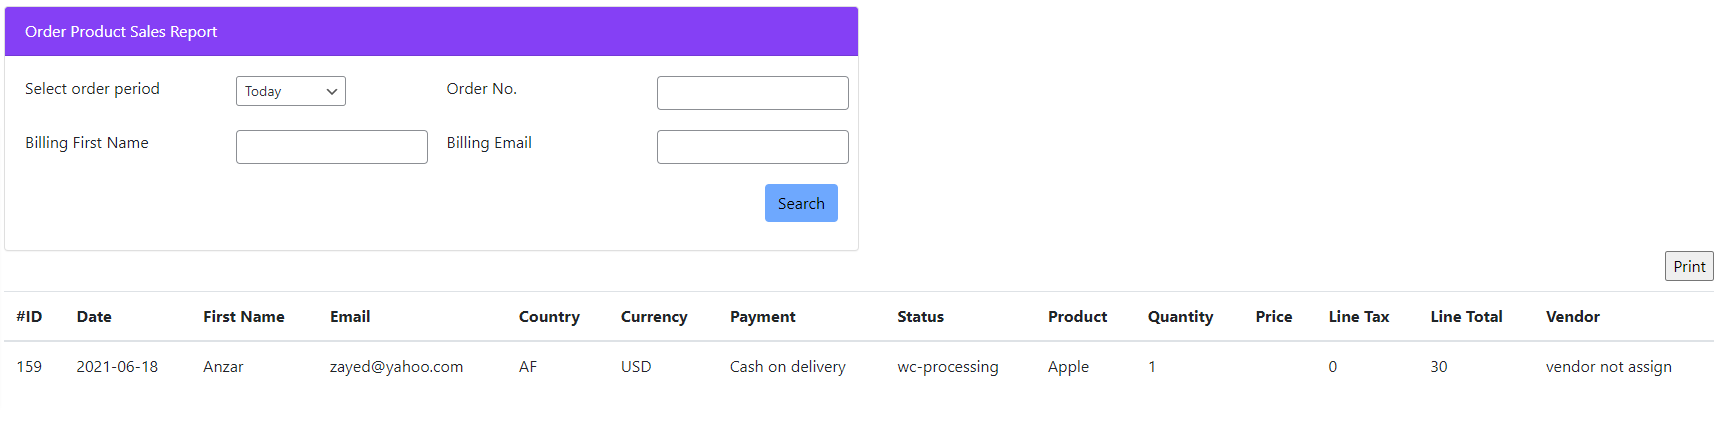 Order Product Sales Report
Select order period Today Order No.
Billing First Name Billing Email
Search
Print
#ID Date First Name Email Country Currency Payment Status Product Quantity Price Line Tax Line Total Vendor
159 2021-06-18 Anzar zayed@yahoo.com AF USD Cash on delivery wc-processing Apple 1 0 30 vendor not assign